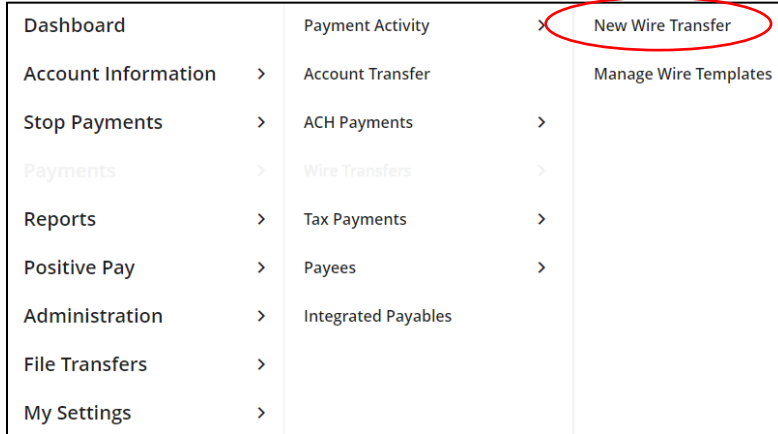 Dashboard
Account Information
Stop Payments
Payments
Reports
Positive Pay
Administration
File Transfers
My Settings
Payment Activity
Account Transfer
ACH Payments
Wire Transfers
Tax Payments
Payees
Integrated Payables
New Wire Transfer
Manage Wire Templates